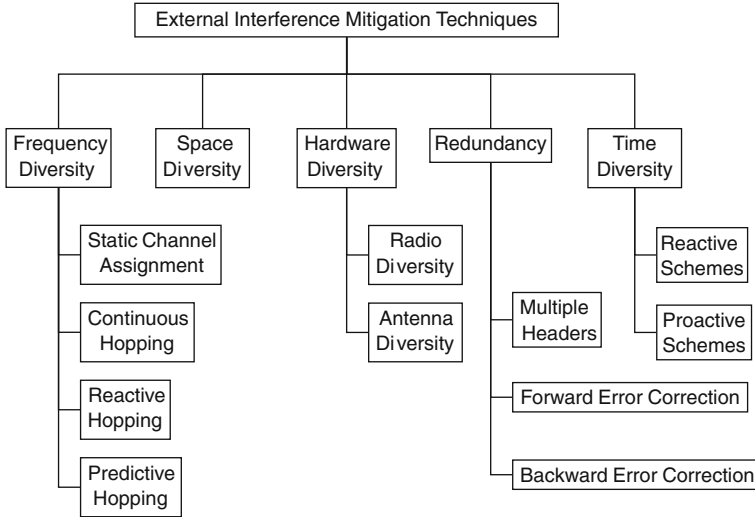 External Interference Mitigation Techniques
Frequency
Diversity
Space
Diversity
Hardware
Diversity
Redundancy
Time
Diversity
Static Channel
Assignment
Continuous
Hopping
Reactive
Hopping
Predictive
Hopping
Radio
Diversity
Antenna
Diversity
Multiple
Headers
Forward Error Correction
Backward Error Correction
Reactive
Schemes
Proactive
Schemes